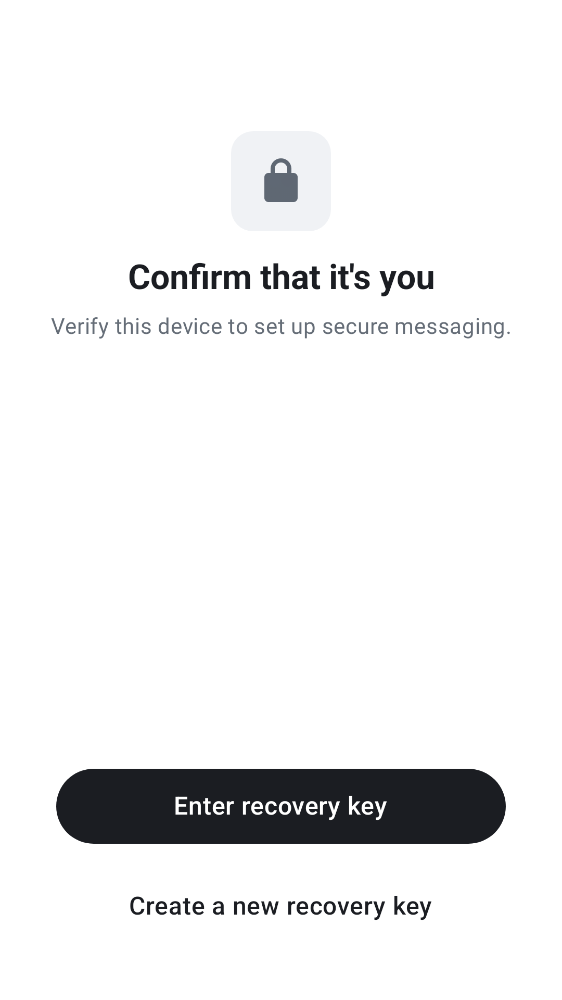 Confirm that it's you
Verify this device to set up secure messaging.
Enter recovery key
Create a new recovery key